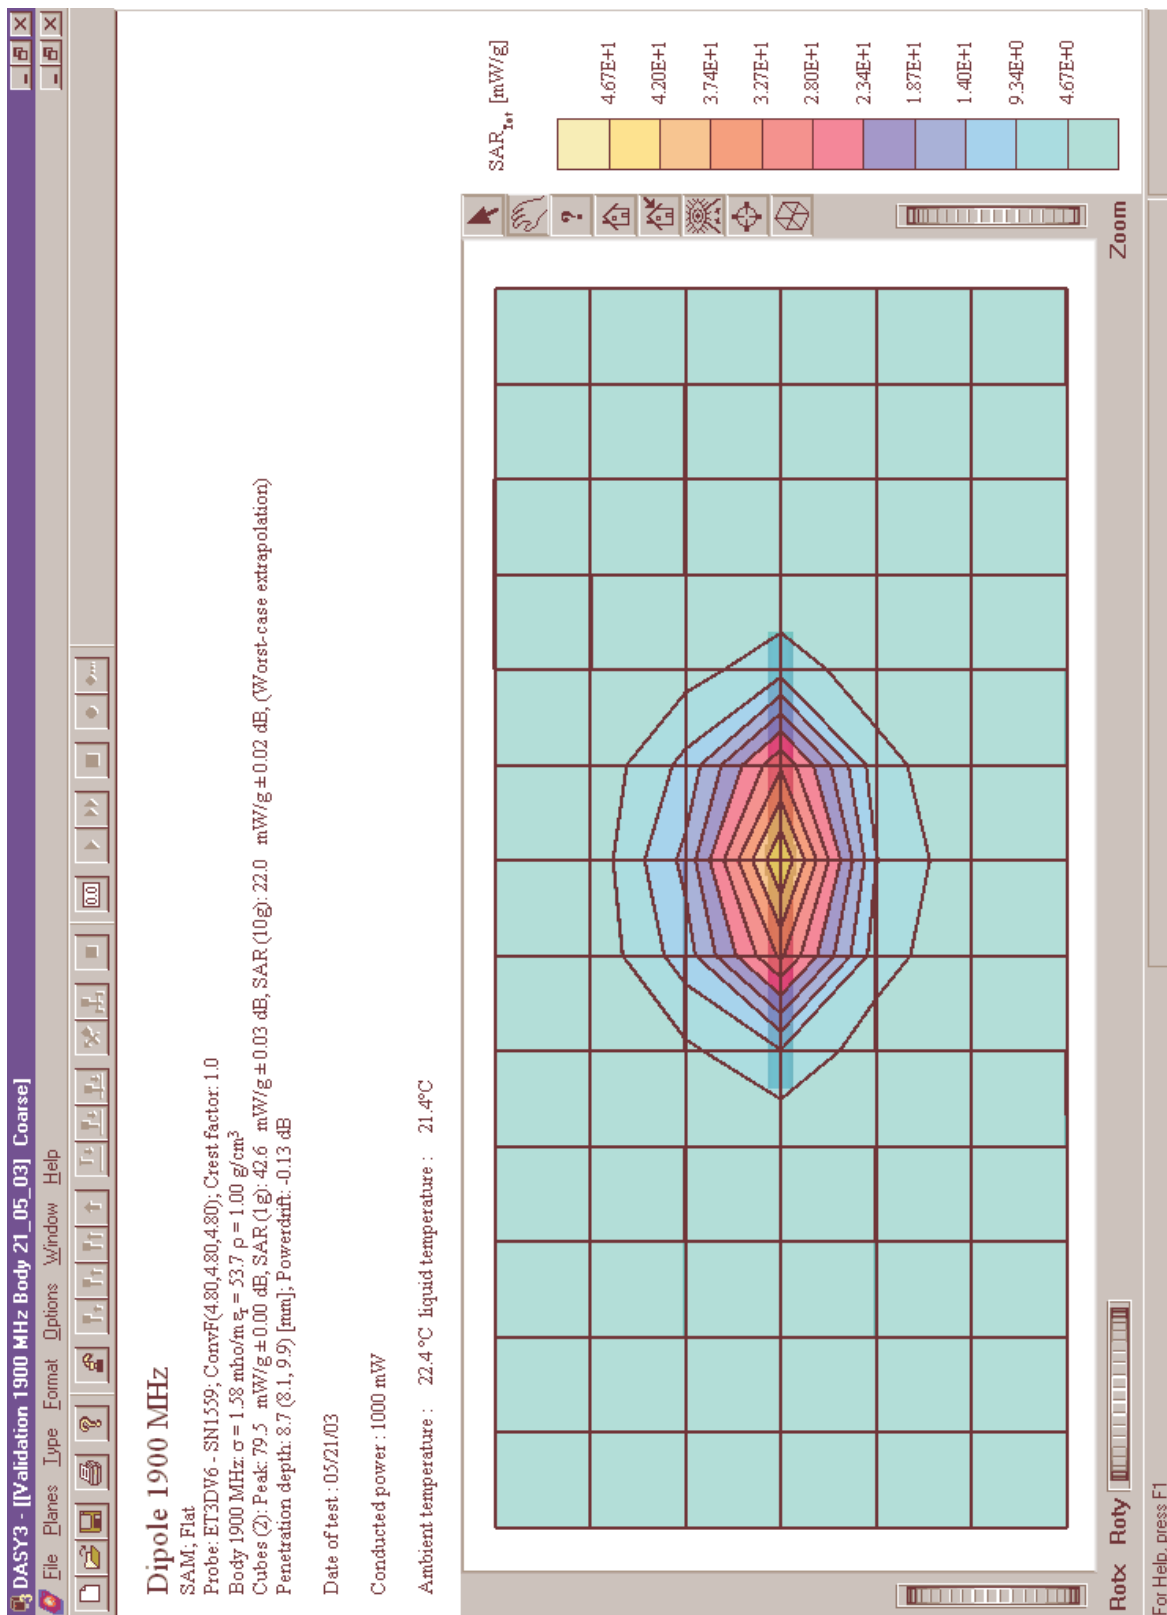 DASY3 - [[Validation 1900 MHz Body 21_05_03] Coarse]
File Planes Type Format Options Window Help
0.0
Dipole 1900 MHz
SAM; Flat
Probe: ET3DV6 - SN1559; ConvF(4.80,4.80,4.80); Crest factor: 1.0
Body 1900 MHz: σ = 1.58 mho/m εr = 53.7 ρ = 1.00 g/cm³
Cubes (2): Peak: 79.5 mW/g ± 0.00 dB, SAR (1g): 42.6 mW/g ± 0.03 dB, SAR (10g): 22.0 mW/g ± 0.02 dB, (Worst-case extrapolation)
Penetration depth: 8.7 (8.1, 9.9) [mm]; Powerdrift: -0.13 dB
Date of test : 05/21/03
Conducted power : 1000 mW
Ambient temperature : 22.4 °C liquid temperature : 21.4°C
SARTot [mW/g]
4.67E+1
4.20E+1
3.74E+1
3.27E+1
2.80E+1
2.34E+1
1.87E+1
1.40E+1
9.34E+0
4.67E+0
Rotx Roty Zoom
For Help, press F1